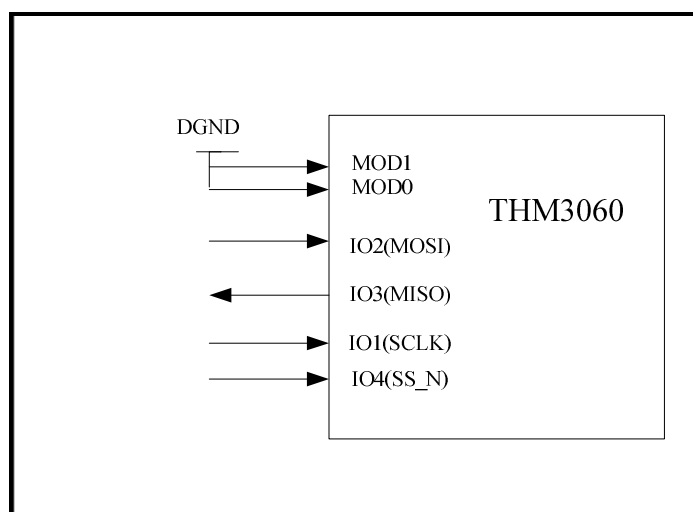 DGND
MOD1
MOD0
THM3060
IO2(MOSI)
IO3(MISO)
IO1(SCLK)
IO4(SS_N)